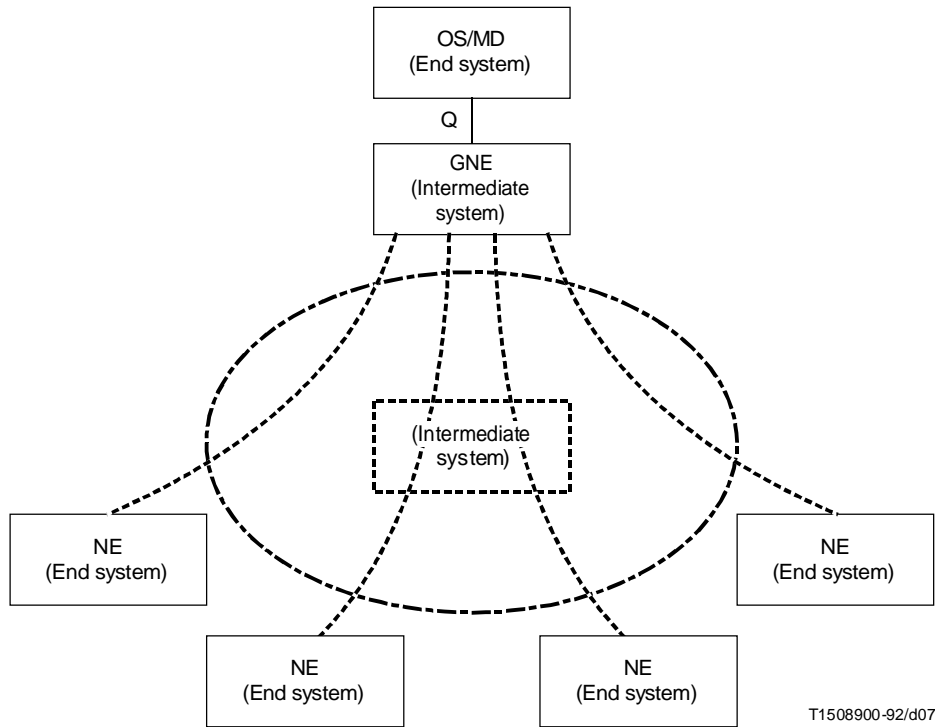 OS/MD
(End system)
Q
GNE
(Intermediate
system)
(Intermediate
system)
NE
(End system)
NE
(End system)
NE
(End system)
NE
(End system)
T1508900-92/d07